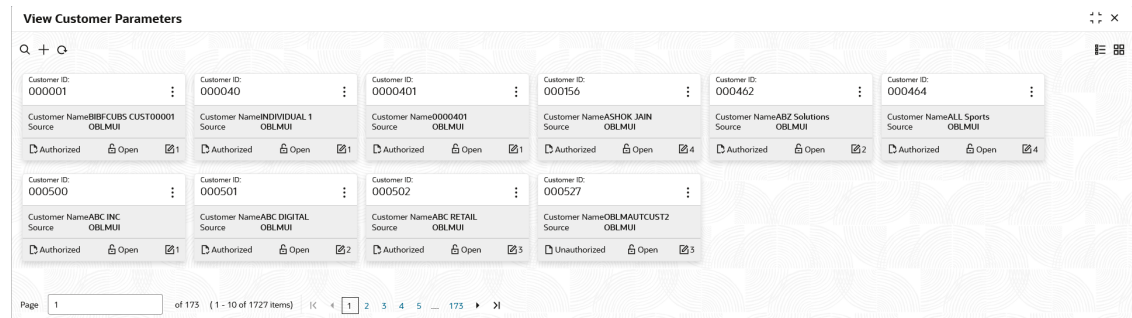 View Customer Parameters
Customer ID:
000001
Customer NameBIBFCUBS CUST00001
Source OBLMUI
Authorized Open 1
Customer ID:
000040
Customer NameINDIVIDUAL 1
Source OBLMUI
Authorized Open 1
Customer ID:
0000401
Customer Name0000401
Source OBLMUI
Authorized Open 1
Customer ID:
000156
Customer NameASHOK JAIN
Source OBLMUI
Authorized Open 4
Customer ID:
000462
Customer NameABZ Solutions
Source OBLMUI
Authorized Open 2
Customer ID:
000464
Customer NameALL Sports
Source OBLMUI
Authorized Open 4
Customer ID:
000500
Customer NameABC INC
Source OBLMUI
Authorized Open 1
Customer ID:
000501
Customer NameABC DIGITAL
Source OBLMUI
Authorized Open 2
Customer ID:
000502
Customer NameABC RETAIL
Source OBLMUI
Authorized Open 3
Customer ID:
000527
Customer NameOBLMAUTCUST2
Source OBLMUI
Unauthorized Open 3
Page 1 of 173 (1 - 10 of 1727 items) 1 2 3 4 5 ... 173